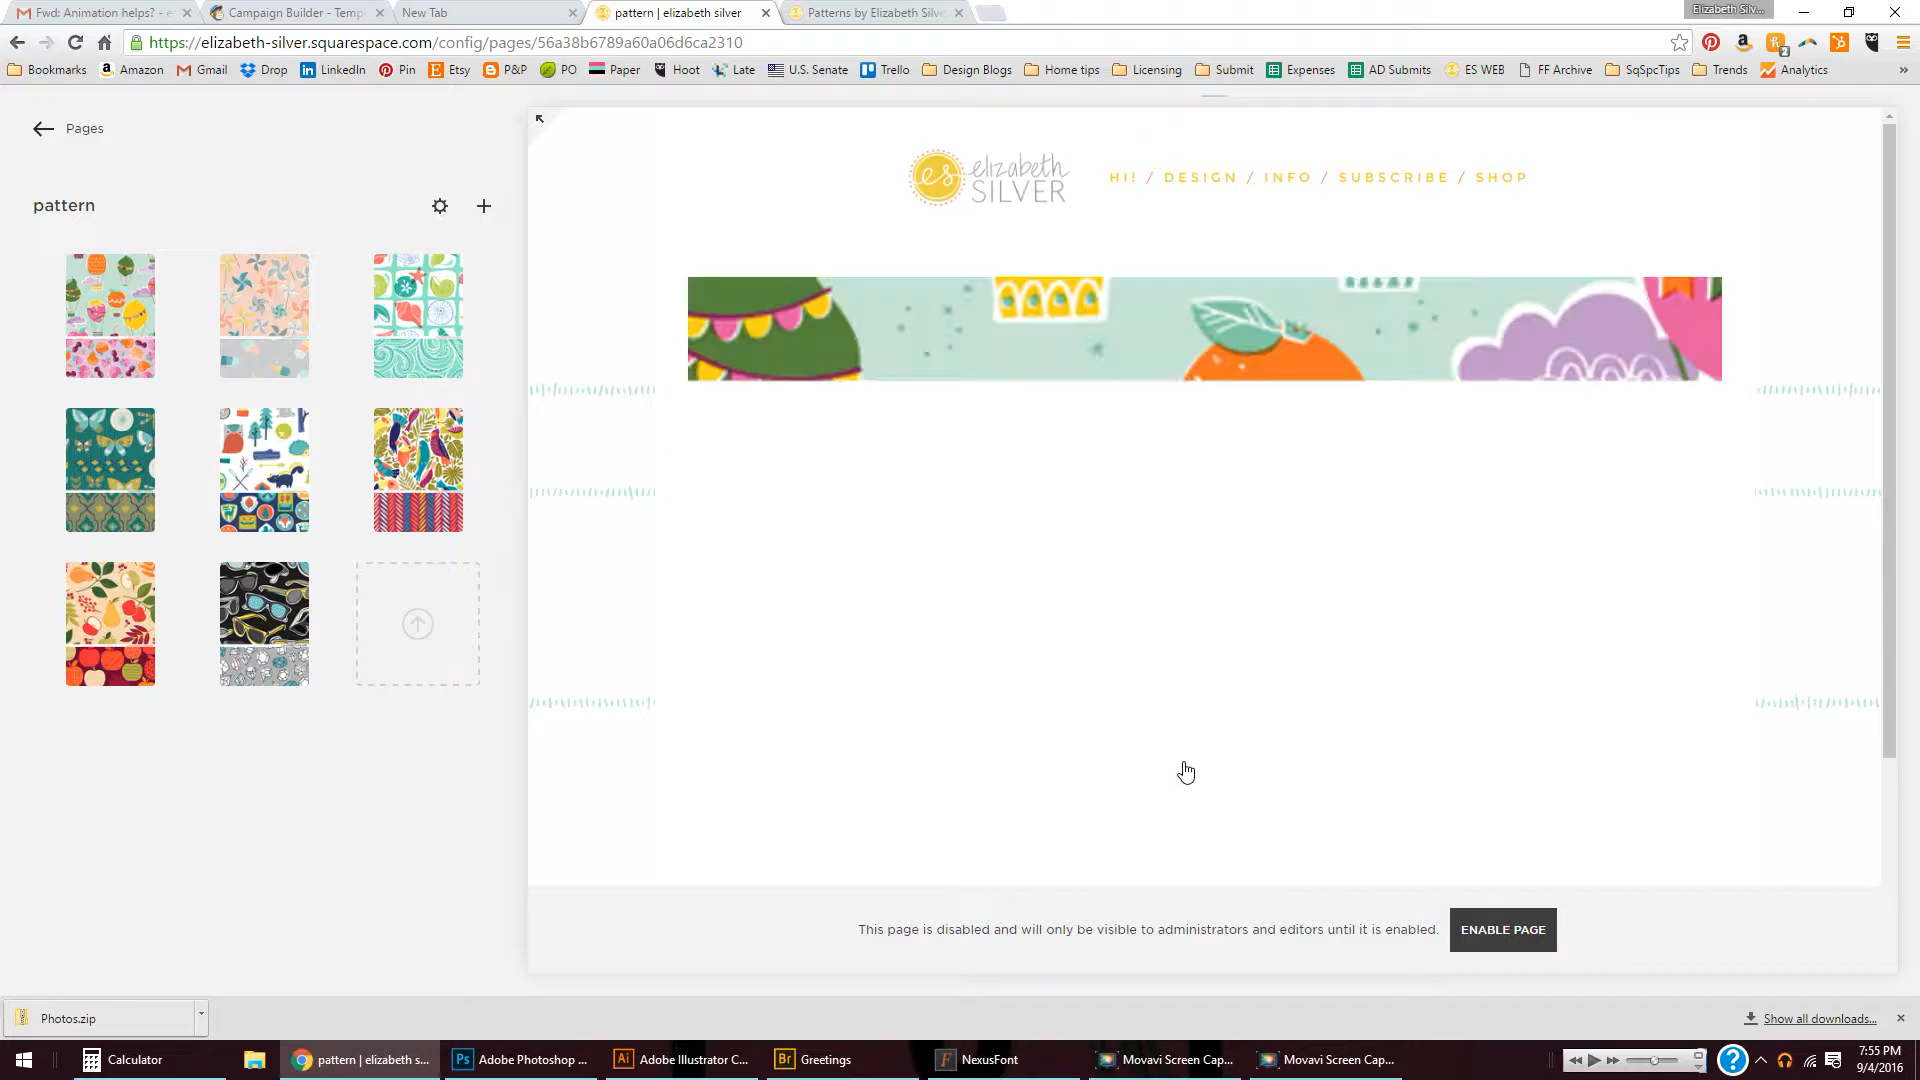 Fwd: Animation helps? - e
Campaign Builder - Temp
New Tab
pattern | elizabeth silver
Patterns by Elizabeth Silve
Elizabeth Silv...
https://elizabeth-silver.squarespace.com/config/pages/56a38b6789a60a06d6ca2310
Bookmarks
Amazon
Gmail
Drop
LinkedIn
Pin
Etsy
P&P
PO
Paper
Hoot
Late
U.S. Senate
Trello
Design Blogs
Home tips
Licensing
Submit
Expenses
AD Submits
ES WEB
FF Archive
SqSpcTips
Trends
Analytics
»
Pages
pattern
es elizabeth SILVER
HI! / DESIGN / INFO / SUBSCRIBE / SHOP
This page is disabled and will only be visible to administrators and editors until it is enabled.
ENABLE PAGE
Photos.zip
Show all downloads...
Calculator
pattern | elizabeth s...
Ps Adobe Photoshop ...
Ai Adobe Illustrator C...
Br Greetings
F NexusFont
Movavi Screen Cap...
Movavi Screen Cap...
7:55 PM
9/4/2016